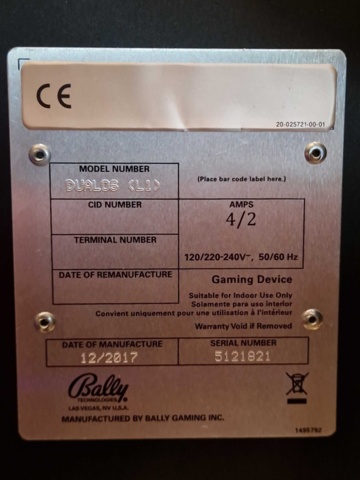 CE
20-025721-00-01
MODEL NUMBER
DUALDS (L1)
(Place bar code label here.)
CID NUMBER
AMPS
4/2
TERMINAL NUMBER
120/220-240V~, 50/60 Hz
DATE OF REMANUFACTURE
Gaming Device
Suitable for Indoor Use Only
Solamente para uso interior
Convient uniquement pour une utilisation à l'intérieur
Warranty Void if Removed
DATE OF MANUFACTURE
SERIAL NUMBER
12/2017
5121821
Bally
TECHNOLOGIES
LAS VEGAS, NV U.S.A.
MANUFACTURED BY BALLY GAMING INC.
1495792